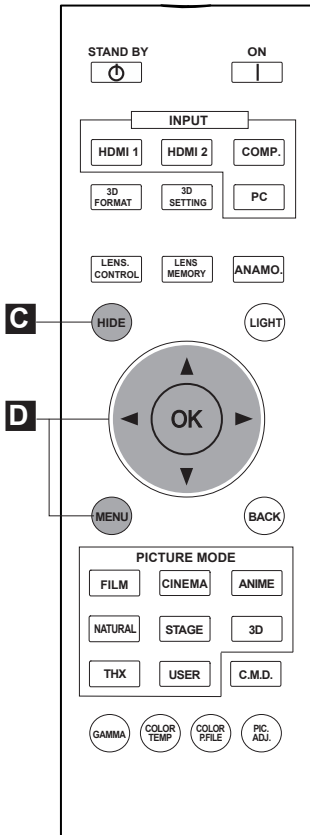 STAND BY ON
INPUT
HDMI 1 HDMI 2 COMP.
3D FORMAT 3D SETTING PC
LENS. CONTROL LENS MEMORY ANAMO.
C HIDE LIGHT
D OK
MENU BACK
PICTURE MODE
FILM CINEMA ANIME
NATURAL STAGE 3D
THX USER C.M.D.
GAMMA COLOR TEMP COLOR P.FILE PIC. ADJ.